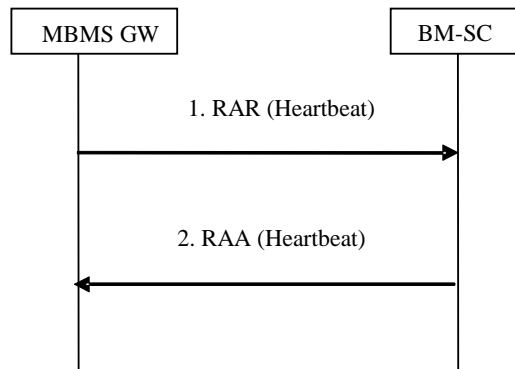 MBMS GW
BM-SC
1. RAR (Heartbeat)
2. RAA (Heartbeat)